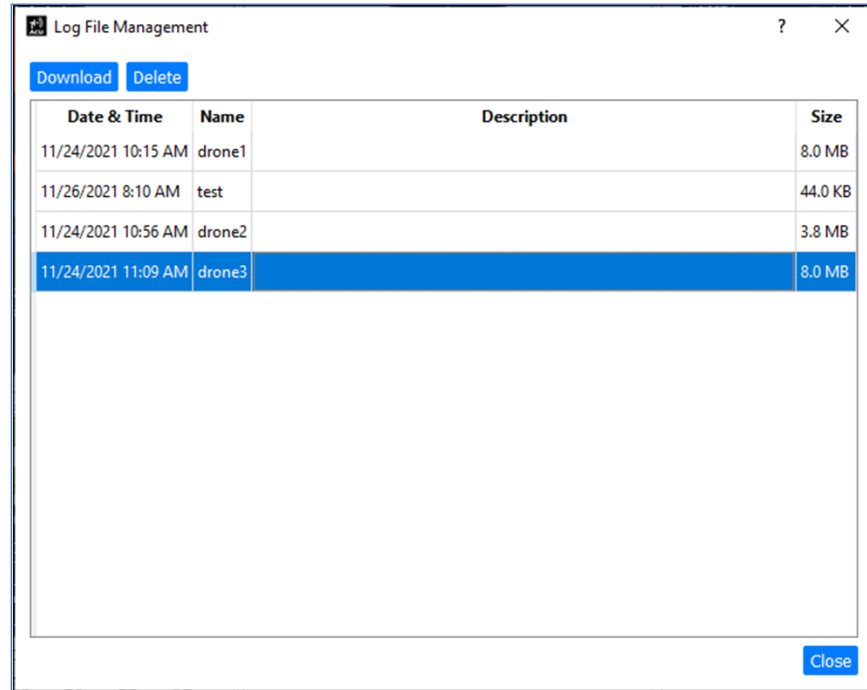 Log File Management ?
Download Delete
Date & Time Name Description Size
11/24/2021 10:15 AM drone1 8.0 MB
11/26/2021 8:10 AM test 44.0 KB
11/24/2021 10:56 AM drone2 3.8 MB
11/24/2021 11:09 AM drone3 8.0 MB
Close